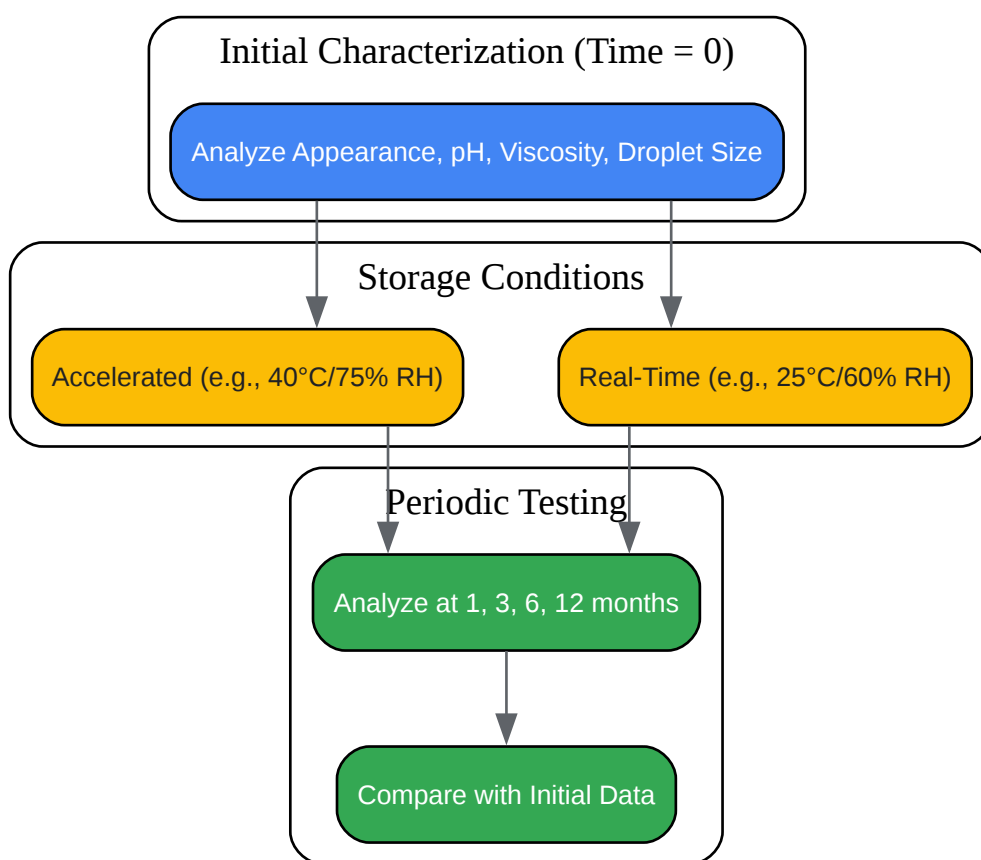 Initial Characterization (Time = 0)
Analyze Appearance, pH, Viscosity, Droplet Size
Storage Conditions
Accelerated (e.g., 40°C/75% RH)
Real-Time (e.g., 25°C/60% RH)
Periodic Testing
Analyze at 1, 3, 6, 12 months
Compare with Initial Data